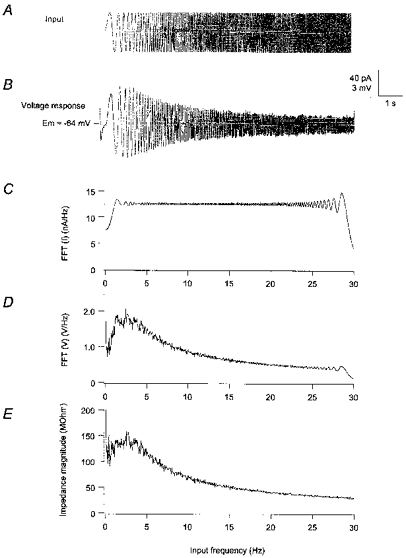 A
Input
40 pA
3 mV
1 s
B
Voltage response
Em = -64 mV
C
FFT (I) (nA/Hz)
15
10
5
0
0 5 10 15 20 25 30
D
FFT (V) (V/Hz)
2.0
1.0
0
0 5 10 15 20 25 30
E
Impedance magnitude (MOhm)
200
150
100
50
0
0 5 10 15 20 25 30
Input frequency (Hz)